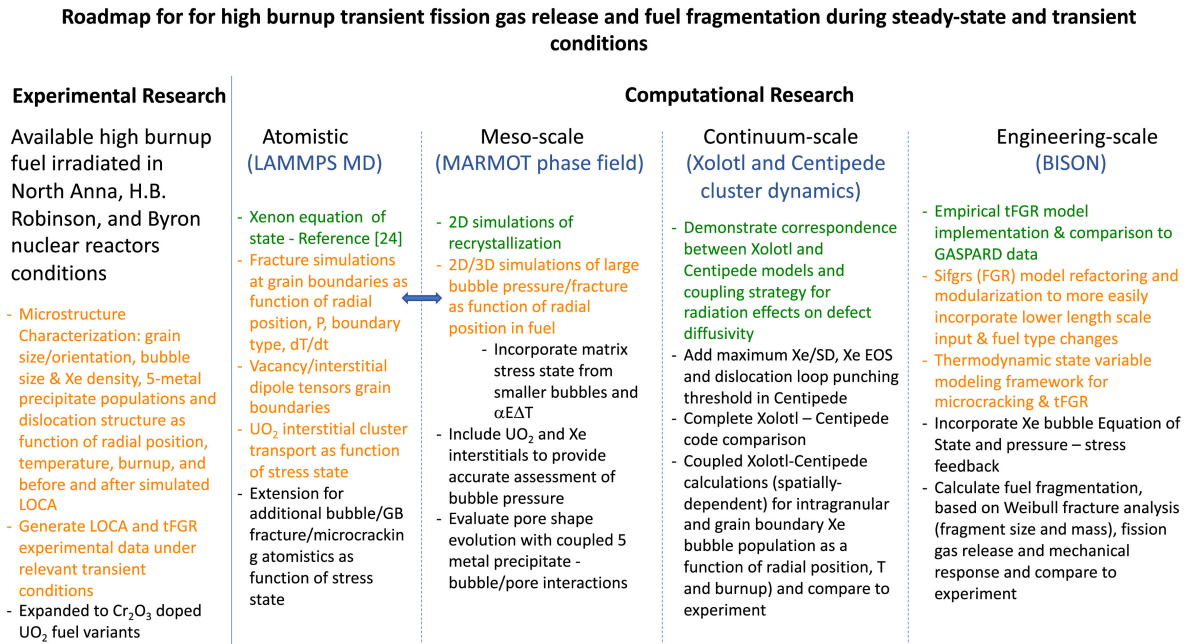 Roadmap for for high burnup transient fission gas release and fuel fragmentation during steady-state and transient
conditions
Experimental Research
Available high burnup
fuel irradiated in
North Anna, H.B.
Robinson, and Byron
nuclear reactors
conditions
- Microstructure
Characterization: grain
size/orientation, bubble
size & Xe density, 5-metal
precipitate populations and
dislocation structure as
function of radial position,
temperature, burnup, and
before and after simulated
LOCA
- Generate LOCA and tFGR
experimental data under
relevant transient
conditions
- Expanded to Cr₂O₃ doped
UO₂ fuel variants
Computational Research
Atomistic
(LAMMPS MD)
- Xenon equation of
state - Reference [24]
- Fracture simulations
at grain boundaries as
function of radial
position, P, boundary
type, dT/dt
- Vacancy/interstitial
dipole tensors grain
boundaries
- UO₂ interstitial cluster
transport as function
of stress state
- Extension for
additional bubble/GB
fracture/microcrackin
g atomistics as
function of stress
state
Meso-scale
(MARMOT phase field)
- 2D simulations of
recrystallization
- 2D/3D simulations of large
bubble pressure/fracture
as function of radial
position in fuel
- Incorporate matrix
stress state from
smaller bubbles and
αEΔT
- Include UO₂ and Xe
interstitials to provide
accurate assessment of
bubble pressure
- Evaluate pore shape
evolution with coupled 5
metal precipitate -
bubble/pore interactions
Continuum-scale
(Xolotl and Centipede
cluster dynamics)
- Demonstrate correspondence
between Xolotl and
Centipede models and
coupling strategy for
radiation effects on defect
diffusivity
- Add maximum Xe/SD, Xe EOS
and dislocation loop punching
threshold in Centipede
- Complete Xolotl – Centipede
code comparison
- Coupled Xolotl-Centipede
calculations (spatially-
dependent) for intragranular
and grain boundary Xe
bubble population as a
function of radial position, T
and burnup) and compare to
experiment
Engineering-scale
(BISON)
- Empirical tFGR model
implementation & comparison to
GASPARD data
- Sifgrs (FGR) model refactoring and
modularization to more easily
incorporate lower length scale
input & fuel type changes
- Thermodynamic state variable
modeling framework for
microcracking & tFGR
- Incorporate Xe bubble Equation of
State and pressure – stress
feedback
- Calculate fuel fragmentation,
based on Weibull fracture analysis
(fragment size and mass), fission
gas release and mechanical
response and compare to
experiment